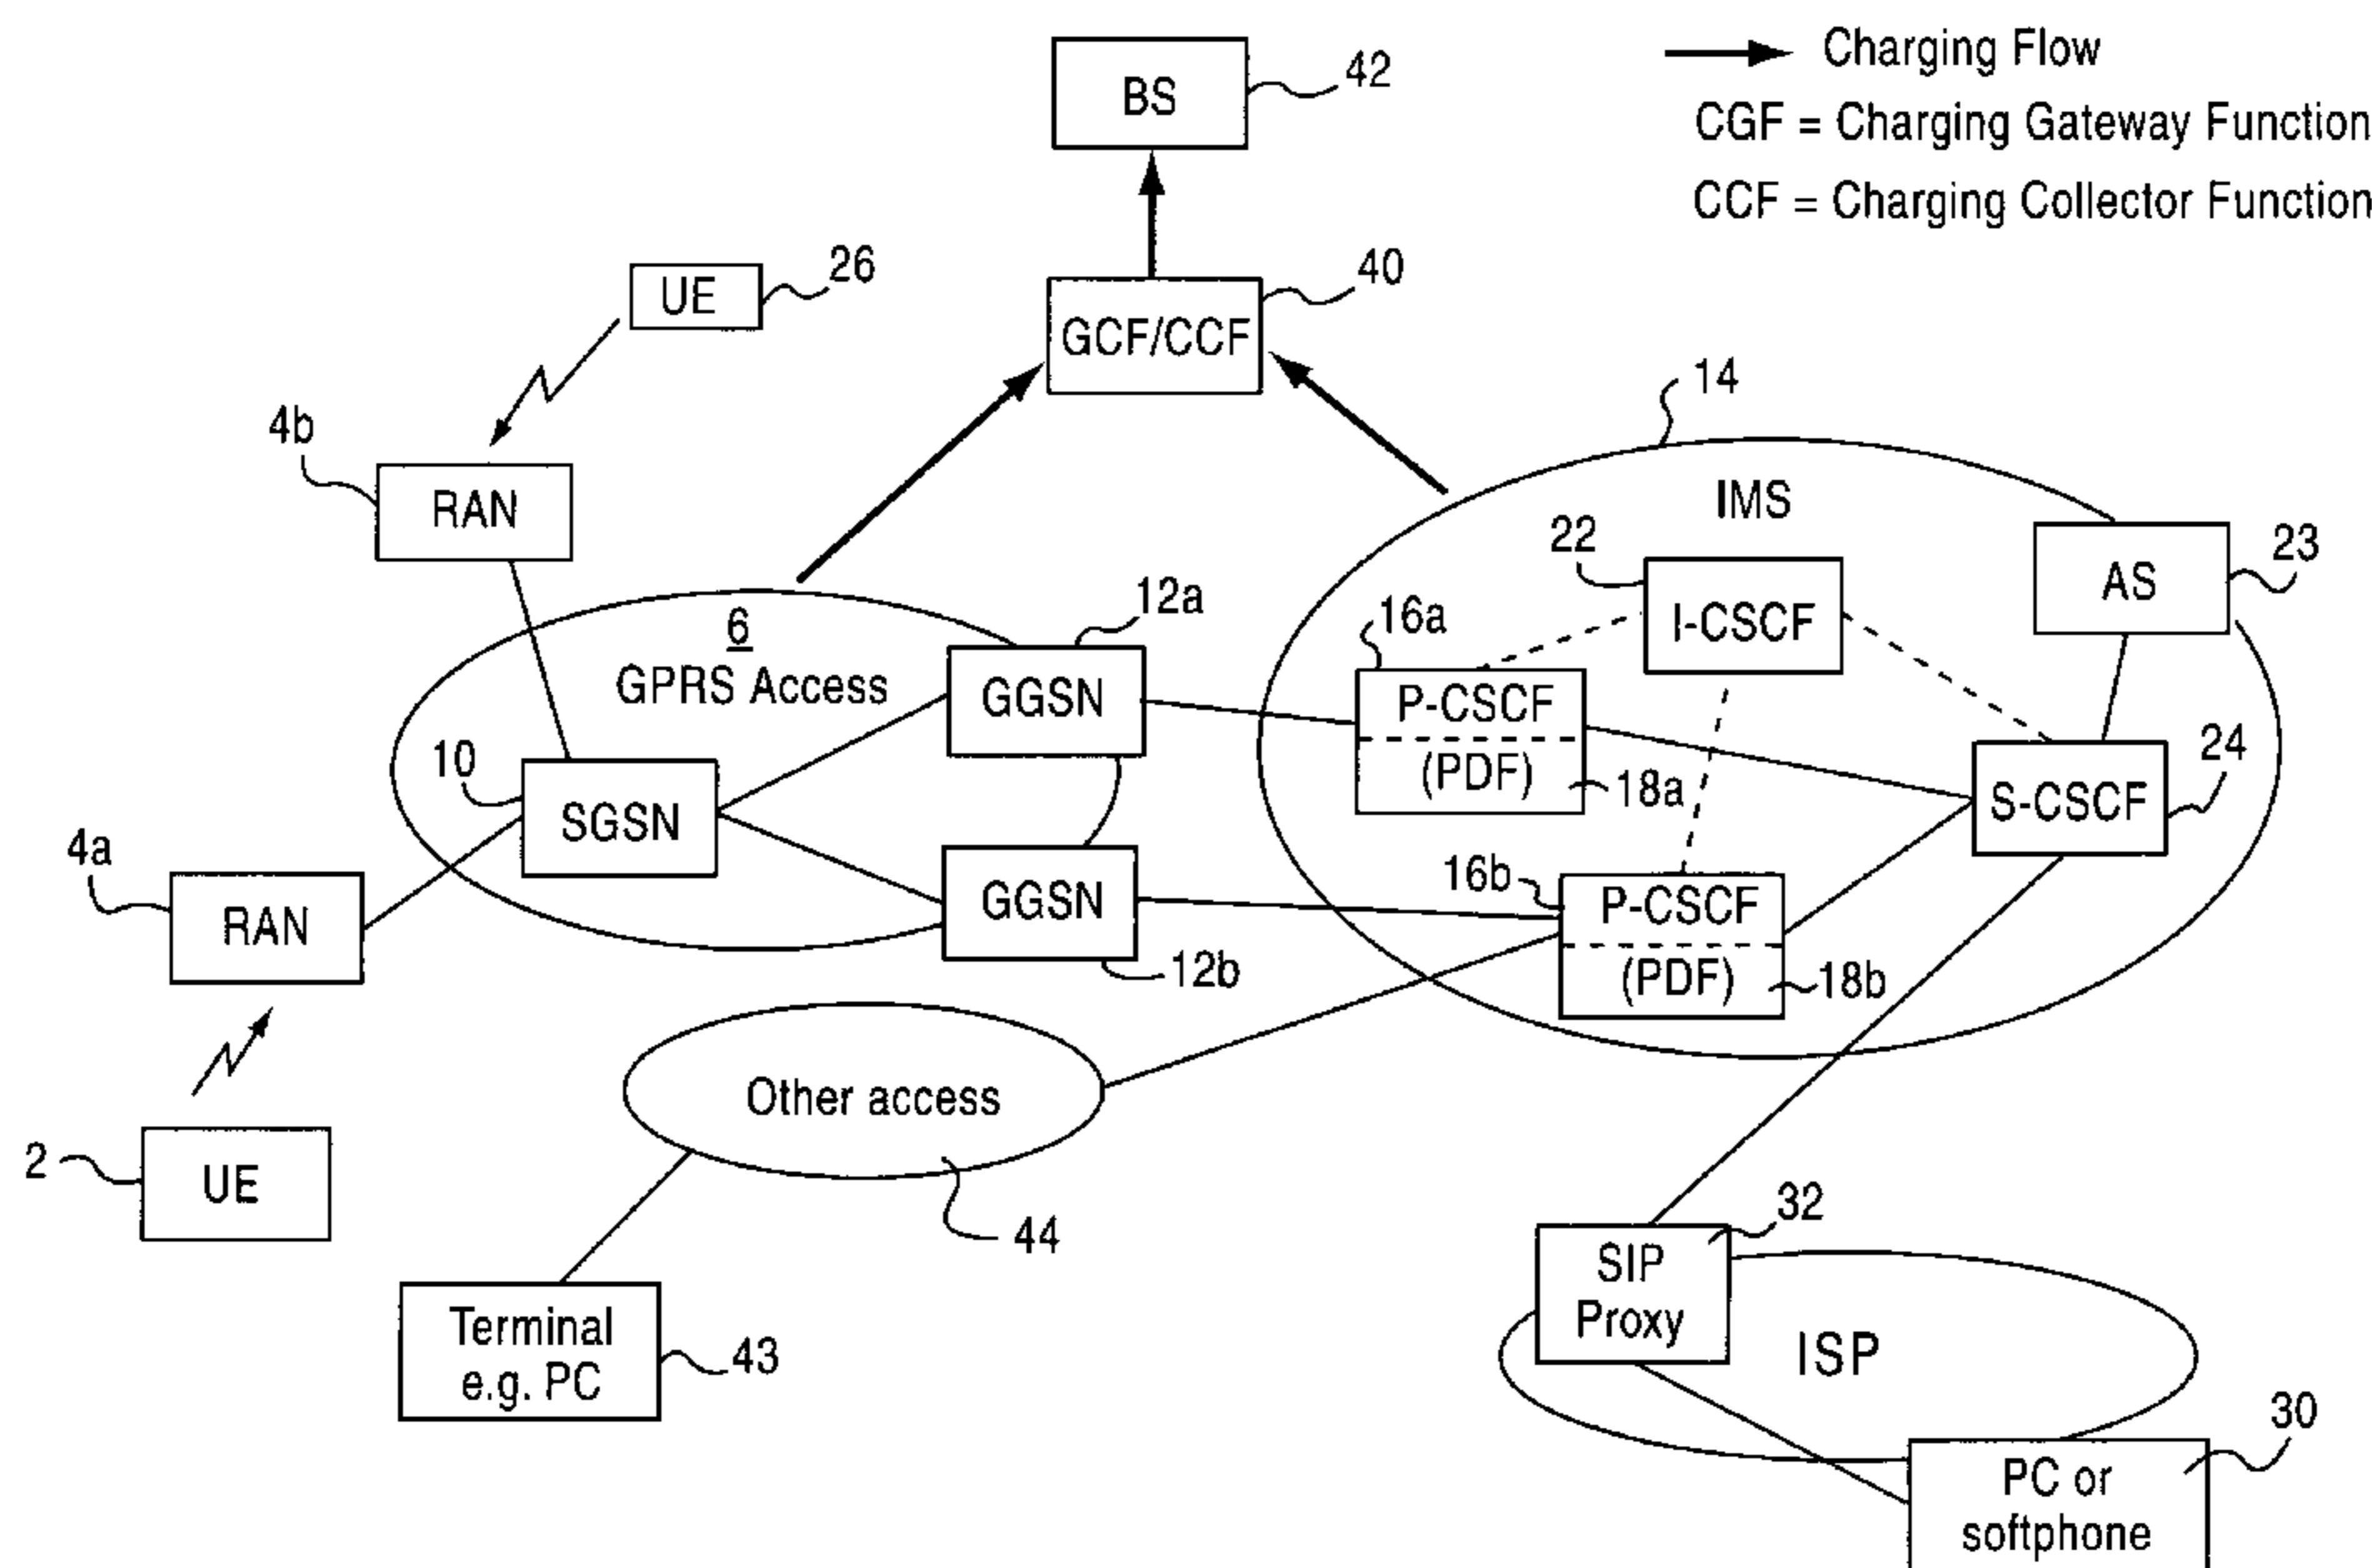 BS
42
Charging Flow
CGF = Charging Gateway Function
CCF = Charging Collector Function
UE
26
GCF/CCF
40
14
4b
RAN
IMS
22
I-CSCF
AS
23
6
GPRS Access
12a
GGSN
16a
P-CSCF
(PDF)
18a
10
SGSN
S-CSCF
24
4a
RAN
GGSN
12b
16b
P-CSCF
(PDF)
18b
Other access
44
2
UE
32
SIP
Proxy
ISP
Terminal
e.g. PC
43
30
PC or
softphone